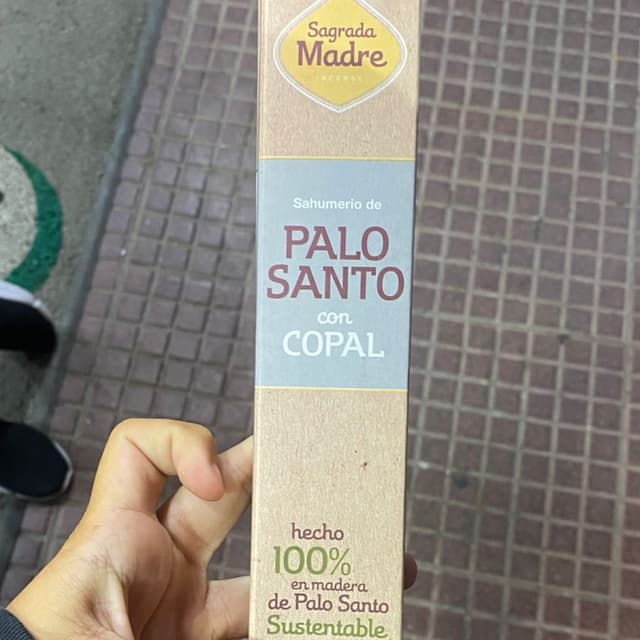 Sagrada
Madre
INCENSE
Sahumerio de
PALO
SANTO
con
COPAL
hecho
100%
en madera
de Palo Santo
Sustentable